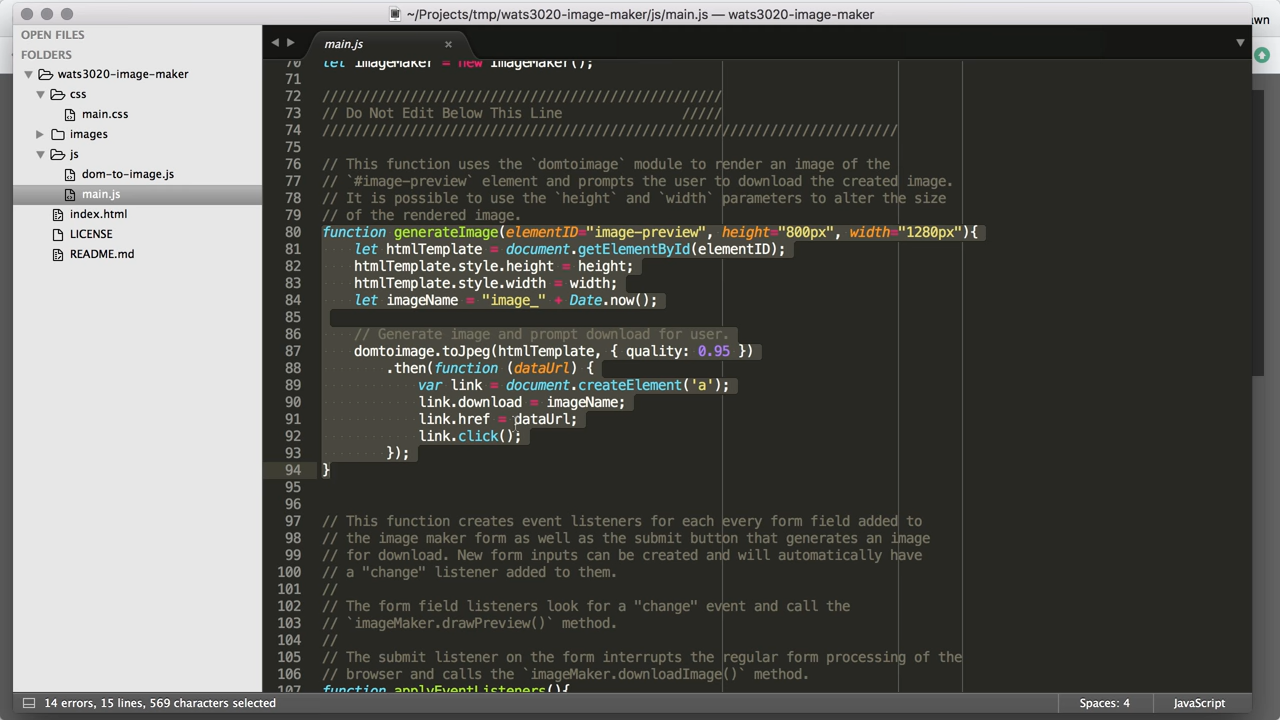 ~/Projects/tmp/wats3020-image-maker/js/main.js — wats3020-image-maker
OPEN FILES
FOLDERS
wats3020-image-maker
css
main.css
images
js
dom-to-image.js
main.js
index.html
LICENSE
README.md
main.js
70 let imageMaker = new ImageMaker();
71
72 //////////////////////////////////////////////////
73 // Do Not Edit Below This Line               /////
74 ////////////////////////////////////////////////////////////////////////
75
76 // This function uses the `domtoimage` module to render an image of the
77 // `#image-preview` element and prompts the user to download the created image.
78 // It is possible to use the `height` and `width` parameters to alter the size
79 // of the rendered image.
80 function generateImage(elementID="image-preview", height="800px", width="1280px"){
81     let htmlTemplate = document.getElementById(elementID);
82     htmlTemplate.style.height = height;
83     htmlTemplate.style.width = width;
84     let imageName = "image_" + Date.now();
85
86     // Generate image and prompt download for user.
87     domtoimage.toJpeg(htmlTemplate, { quality: 0.95 })
88         .then(function (dataUrl) {
89             var link = document.createElement('a');
90             link.download = imageName;
91             link.href = dataUrl;
92             link.click();
93         });
94 }
95
96
97 // This function creates event listeners for each every form field added to
98 // the image maker form as well as the submit button that generates an image
99 // for download. New form inputs can be created and will automatically have
100 // a "change" listener added to them.
101 //
102 // The form field listeners look for a "change" event and call the
103 // `imageMaker.drawPreview()` method.
104 //
105 // The submit listener on the form interrupts the regular form processing of the
106 // browser and calls the `imageMaker.downloadImage()` method.
107 function applyEventListeners(){
14 errors, 15 lines, 569 characters selected
Spaces: 4
JavaScript